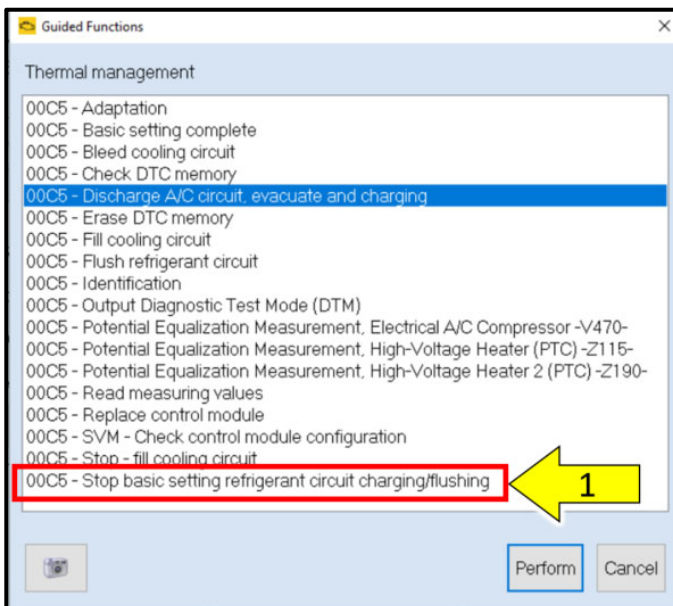 Guided Functions
Thermal management
00C5 - Adaptation
00C5 - Basic setting complete
00C5 - Bleed cooling circuit
00C5 - Check DTC memory
00C5 - Discharge A/C circuit, evacuate and charging
00C5 - Erase DTC memory
00C5 - Fill cooling circuit
00C5 - Flush refrigerant circuit
00C5 - Identification
00C5 - Output Diagnostic Test Mode (DTM)
00C5 - Potential Equalization Measurement, Electrical A/C Compressor -V470-
00C5 - Potential Equalization Measurement, High-Voltage Heater (PTC) -Z115-
00C5 - Potential Equalization Measurement, High-Voltage Heater 2 (PTC) -Z190-
00C5 - Read measuring values
00C5 - Replace control module
00C5 - SVM - Check control module configuration
00C5 - Stop - fill cooling circuit
00C5 - Stop basic setting refrigerant circuit charging/flushing
1
Perform
Cancel